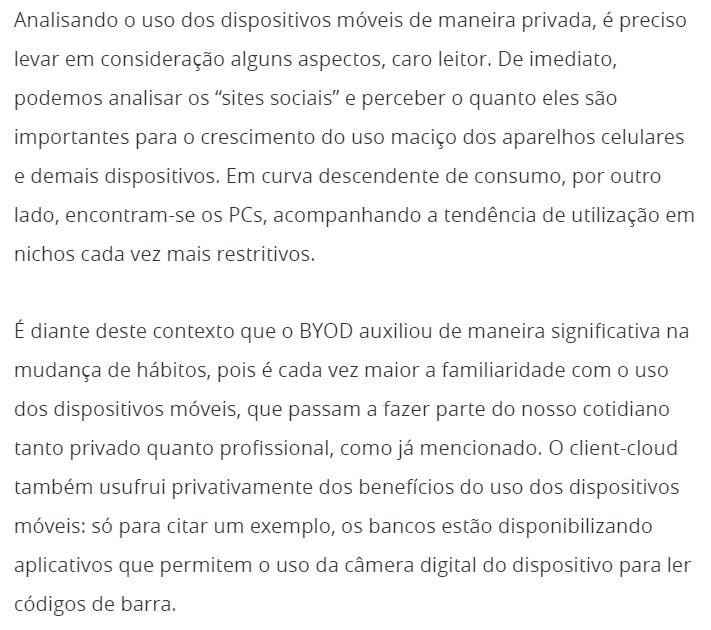 Analisando o uso dos dispositivos móveis de maneira privada, é preciso
levar em consideração alguns aspectos, caro leitor. De imediato,
podemos analisar os “sites sociais” e perceber o quanto eles são
importantes para o crescimento do uso maciço dos aparelhos celulares
e demais dispositivos. Em curva descendente de consumo, por outro
lado, encontram-se os PCs, acompanhando a tendência de utilização em
nichos cada vez mais restritivos.
É diante deste contexto que o BYOD auxiliou de maneira significativa na
mudança de hábitos, pois é cada vez maior a familiaridade com o uso
dos dispositivos móveis, que passam a fazer parte do nosso cotidiano
tanto privado quanto profissional, como já mencionado. O client-cloud
também usufrui privativamente dos benefícios do uso dos dispositivos
móveis: só para citar um exemplo, os bancos estão disponibilizando
aplicativos que permitem o uso da câmera digital do dispositivo para ler
códigos de barra.